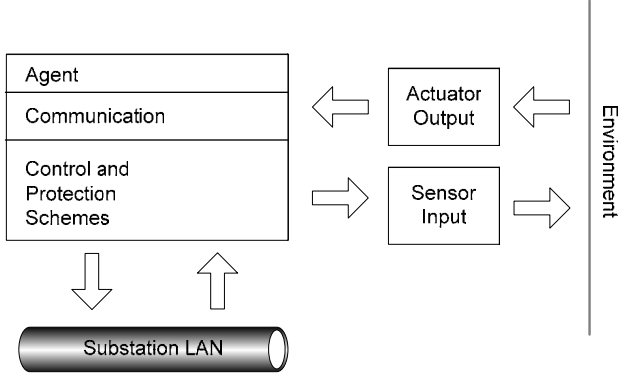 Agent
Communication
Control and
Protection
Schemes
Actuator
Output
Sensor
Input
Environment
Substation LAN